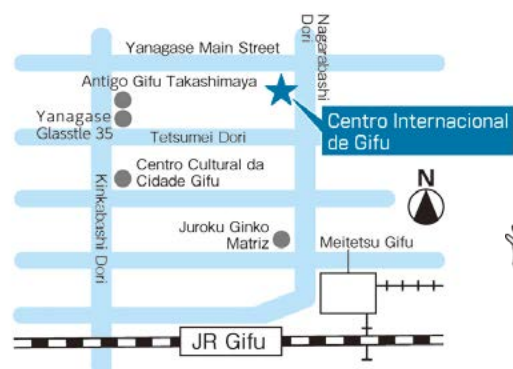 Yanagase Main Street
Nagarabashi
Dori
Antigo Gifu Takashimaya
Yanagase
Glasstle 35
Centro Internacional
de Gifu
Tetsumei Dori
Centro Cultural da
Cidade Gifu
Kinkabashi Dori
N
Juroku Ginko
Matriz
Meitetsu Gifu
JR Gifu